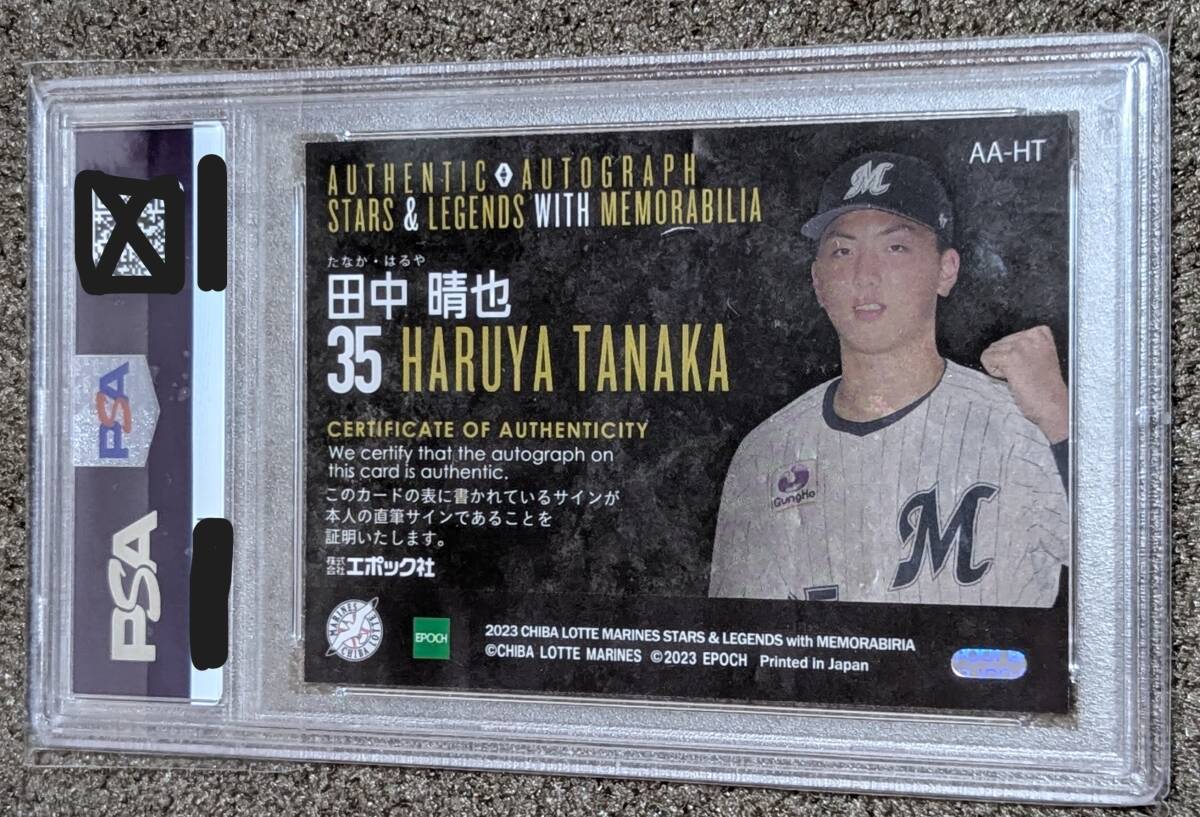 PSA
PSA
AUTHENTIC AUTOGRAPH
STARS & LEGENDS WITH MEMORABILIA
AA-HT
たなか・はるや
田中 晴也
35 HARUYA TANAKA
CERTIFICATE OF AUTHENTICITY
We certify that the autograph on
this card is authentic.
このカードの表に書かれているサインが
本人の直筆サインであることを
証明いたします。
株式会社エポック社
M
GungHo
M
MARINES
CHIBA LOTTE
EPOCH
2023 CHIBA LOTTE MARINES STARS & LEGENDS with MEMORABIRIA
©CHIBA LOTTE MARINES ©2023 EPOCH Printed in Japan